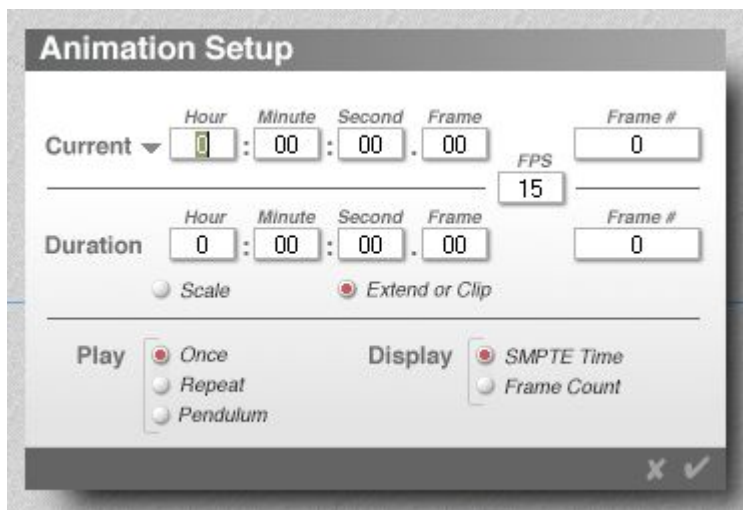 Animation Setup
Hour Minute Second Frame Frame #
Current 0 : 00 : 00 . 00 0
FPS
15
Hour Minute Second Frame Frame #
Duration 0 : 00 : 00 . 00 0
Scale Extend or Clip
Play Once Display SMPTE Time
Repeat Frame Count
Pendulum